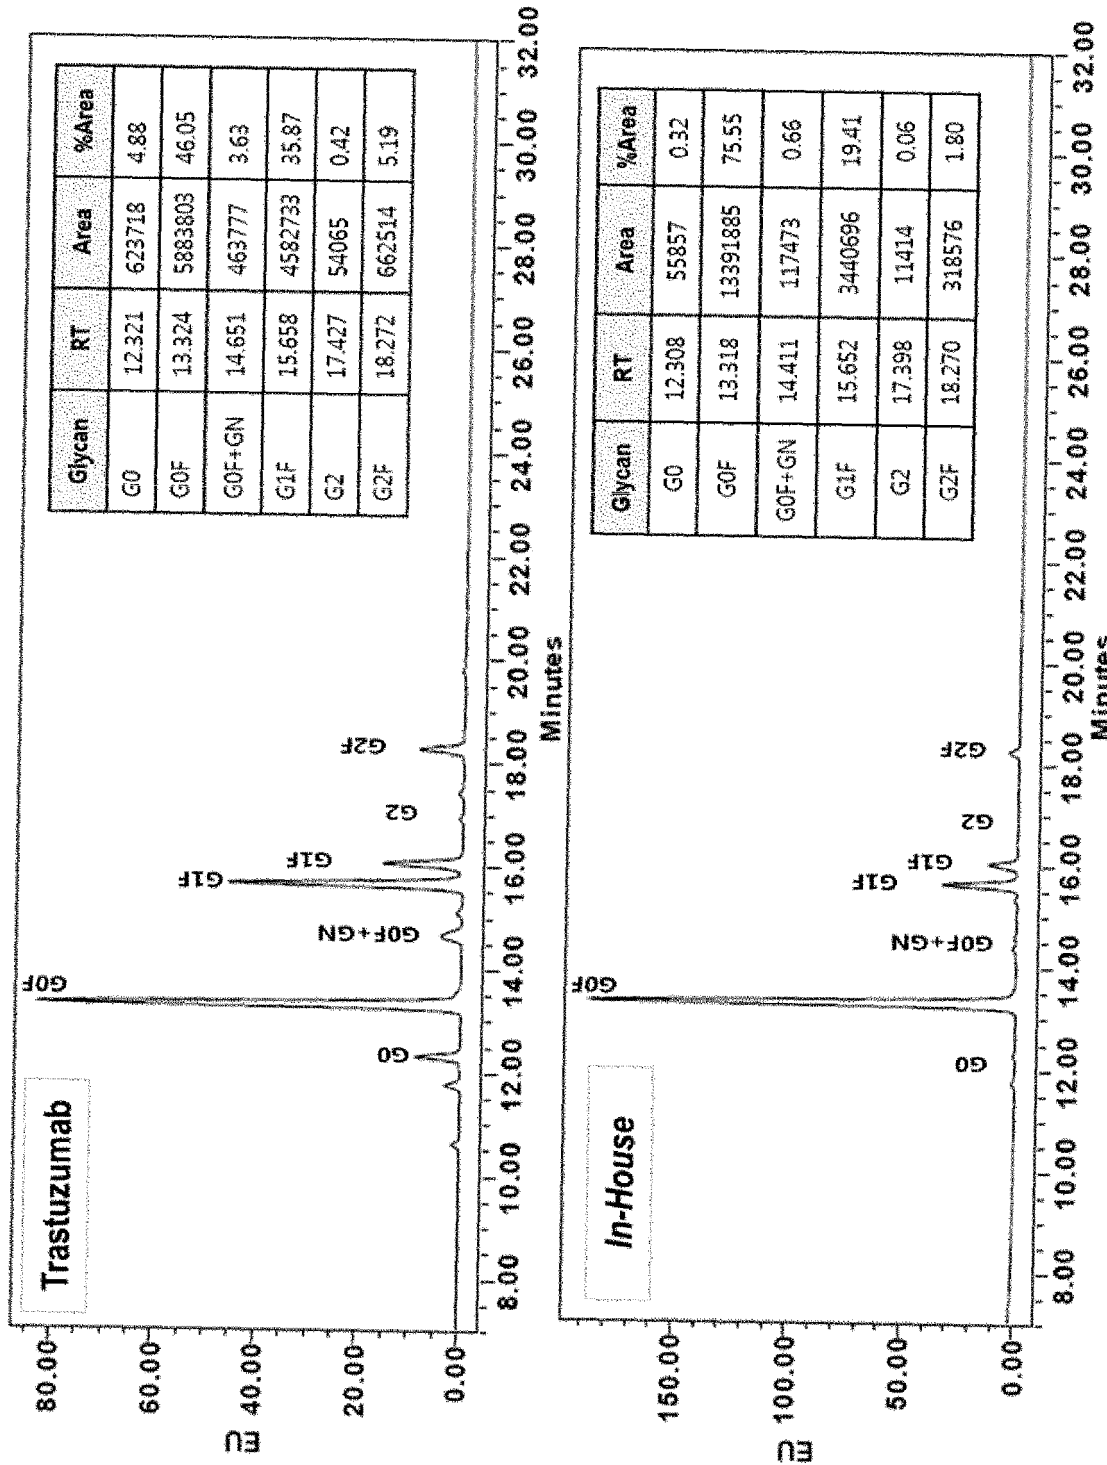 Trastuzumab
EU
80.00
60.00
40.00
20.00
0.00
G0
G0F
G0F+GN
G1F
G1F
G2
G2F
Glycan RT Area %Area
G0 12.321 623718 4.88
G0F 13.324 5883803 46.05
G0F+GN 14.651 463777 3.63
G1F 15.658 4582733 35.87
G2 17.427 54065 0.42
G2F 18.272 662514 5.19
8.00 10.00 12.00 14.00 16.00 18.00 20.00 22.00 24.00 26.00 28.00 30.00 32.00
Minutes
In-House
EU
150.00
100.00
50.00
0.00
G0
G0F
G0F+GN
G1F
G1F
G2
G2F
Glycan RT Area %Area
G0 12.308 55857 0.32
G0F 13.318 13391885 75.55
G0F+GN 14.411 117473 0.66
G1F 15.652 3440696 19.41
G2 17.398 11414 0.06
G2F 18.270 318576 1.80
8.00 10.00 12.00 14.00 16.00 18.00 20.00 22.00 24.00 26.00 28.00 30.00 32.00
Minutes